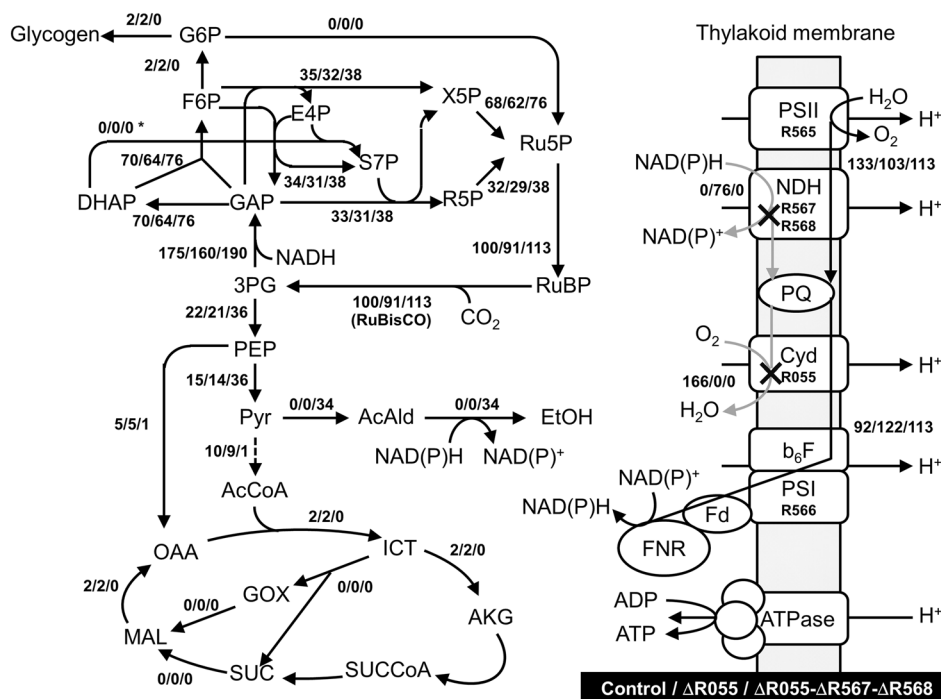 2/2/0
0/0/0
Glycogen
G6P
Thylakoid membrane
2/2/0
35/32/38
F6P
X5P
68/62/76
E4P
0/0/0 *
Ru5P
S7P
70/64/76
34/31/38
32/29/38
DHAP
GAP
R5P
70/64/76
33/31/38
175/160/190
NADH
100/91/113
3PG
RuBP
100/91/113
(RuBisCO)
CO2
22/21/36
PEP
15/14/36
5/5/1
Pyr
0/0/34
AcAld
0/0/34
EtOH
10/9/1
NAD(P)H
NAD(P)+
AcCoA
2/2/0
OAA
ICT
2/2/0
2/2/0
GOX
0/0/0
0/0/0
AKG
MAL
SUC
SUCCoA
0/0/0
PSII
R565
H2O
O2
H+
133/103/113
NAD(P)H
0/76/0
NDH
R567
R568
H+
NAD(P)+
PQ
O2
Cyd
R055
H+
166/0/0
H2O
92/122/113
b6F
H+
NAD(P)+
PSI
R566
NAD(P)H
Fd
FNR
ADP
ATPase
H+
ATP
Control / ΔR055 / ΔR055-ΔR567-ΔR568